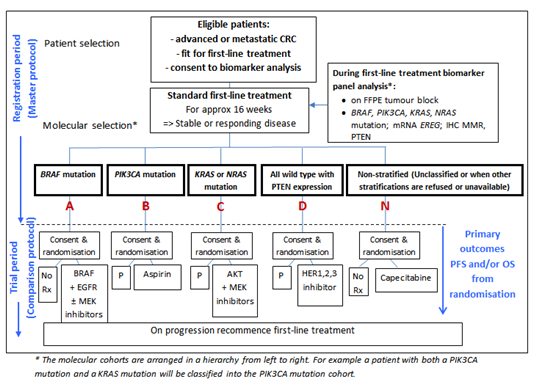 Patient selection
Eligible patients:
- advanced or metastatic CRC
- fit for first-line treatment
- consent to biomarker analysis
Registration period
(Master protocol)
Standard first-line treatment
For approx 16 weeks
=> Stable or responding disease
During first-line treatment biomarker
panel analysis*:
• on FFPE tumour block
• BRAF, PIK3CA, KRAS, NRAS
mutation; mRNA EREG; IHC MMR,
PTEN
Molecular selection*
BRAF mutation
PIK3CA mutation
KRAS or NRAS
mutation
All wild type with
PTEN expression
Non-stratified (Unclassified or when other
stratifications are refused or unavailable)
A
B
C
D
N
Trial period
(Comparison protocol)
Consent &
randomisation
Consent &
randomisation
Consent &
randomisation
Consent &
randomisation
Consent &
randomisation
No
Rx
BRAF
+ EGFR
± MEK
inhibitors
P
Aspirin
P
AKT
+ MEK
inhibitors
P
HER1,2,3
inhibitor
No
Rx
Capecitabine
Primary
outcomes
PFS and/or OS
from
randomisation
On progression recommence first-line treatment
* The molecular cohorts are arranged in a hierarchy from left to right. For example a patient with both a PIK3CA
mutation and a KRAS mutation will be classified into the PIK3CA mutation cohort.